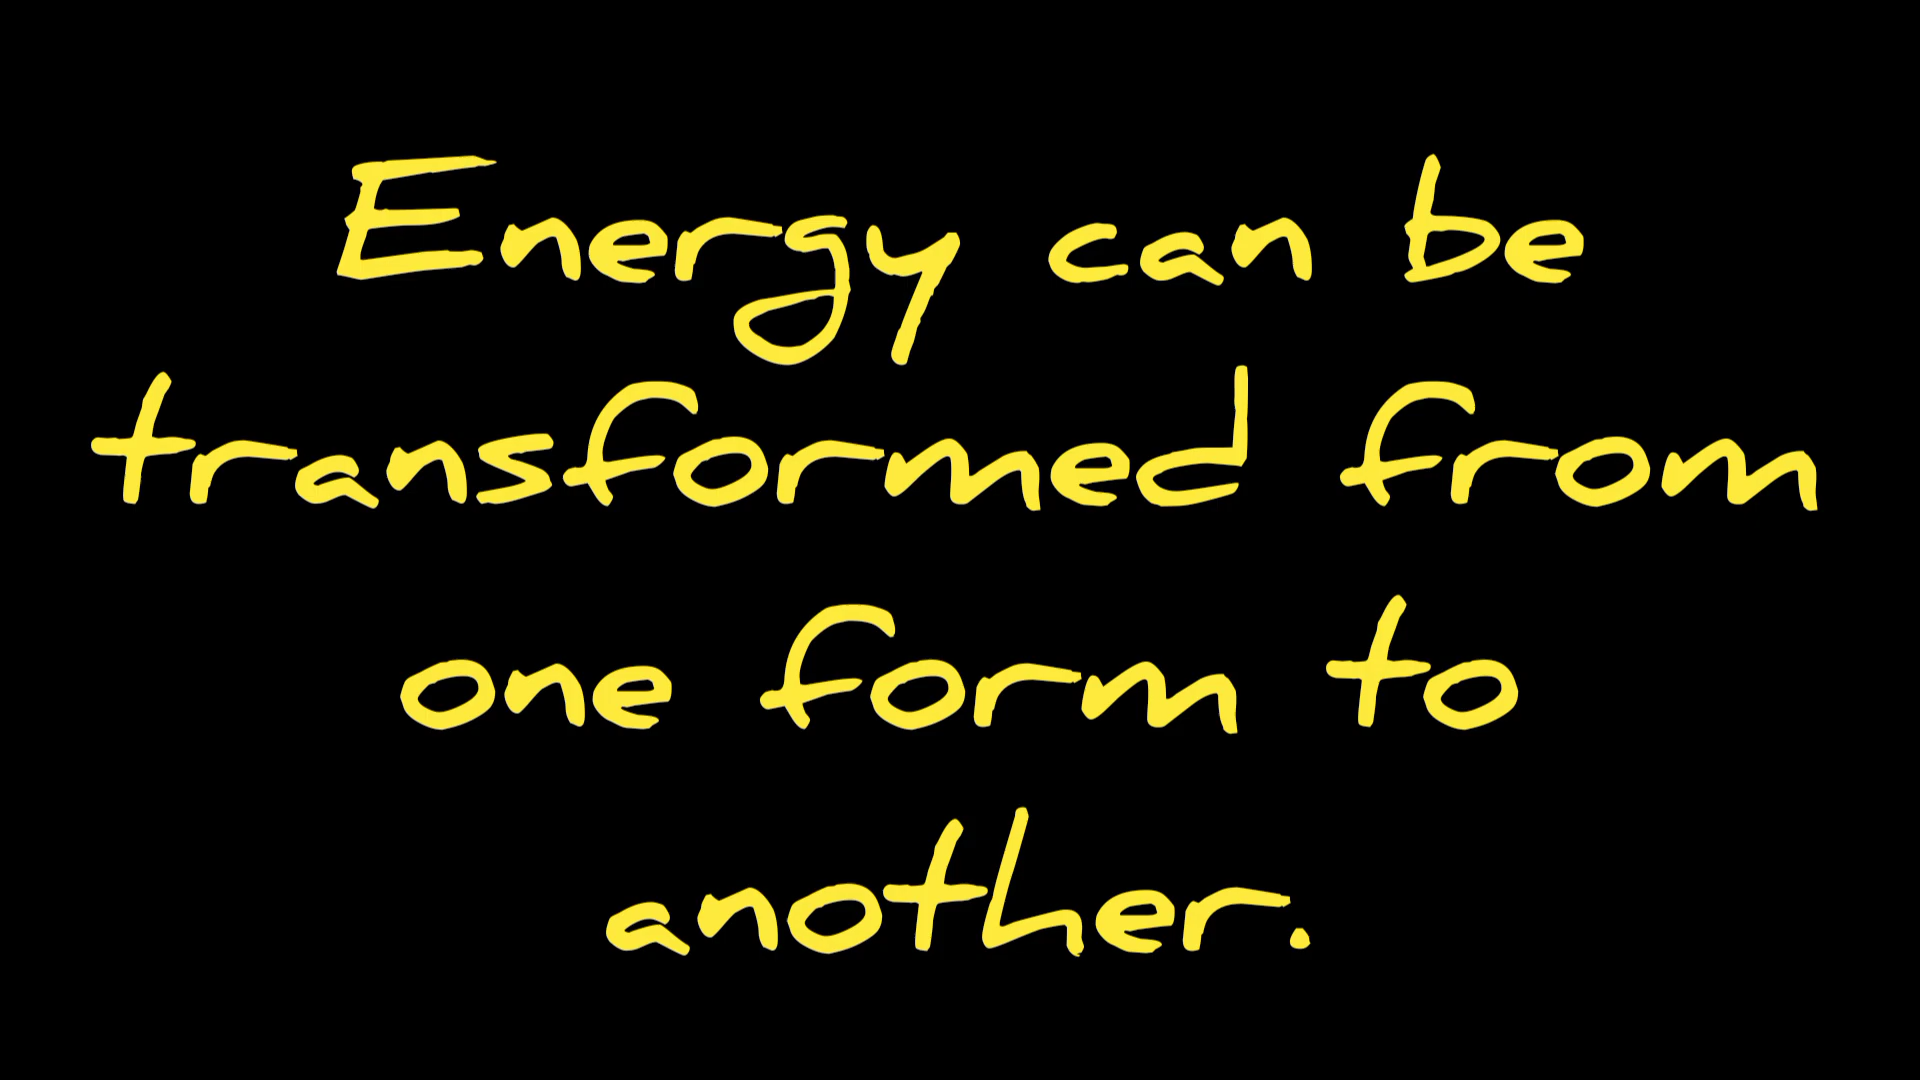 Energy can be
transformed from
one form to
another.